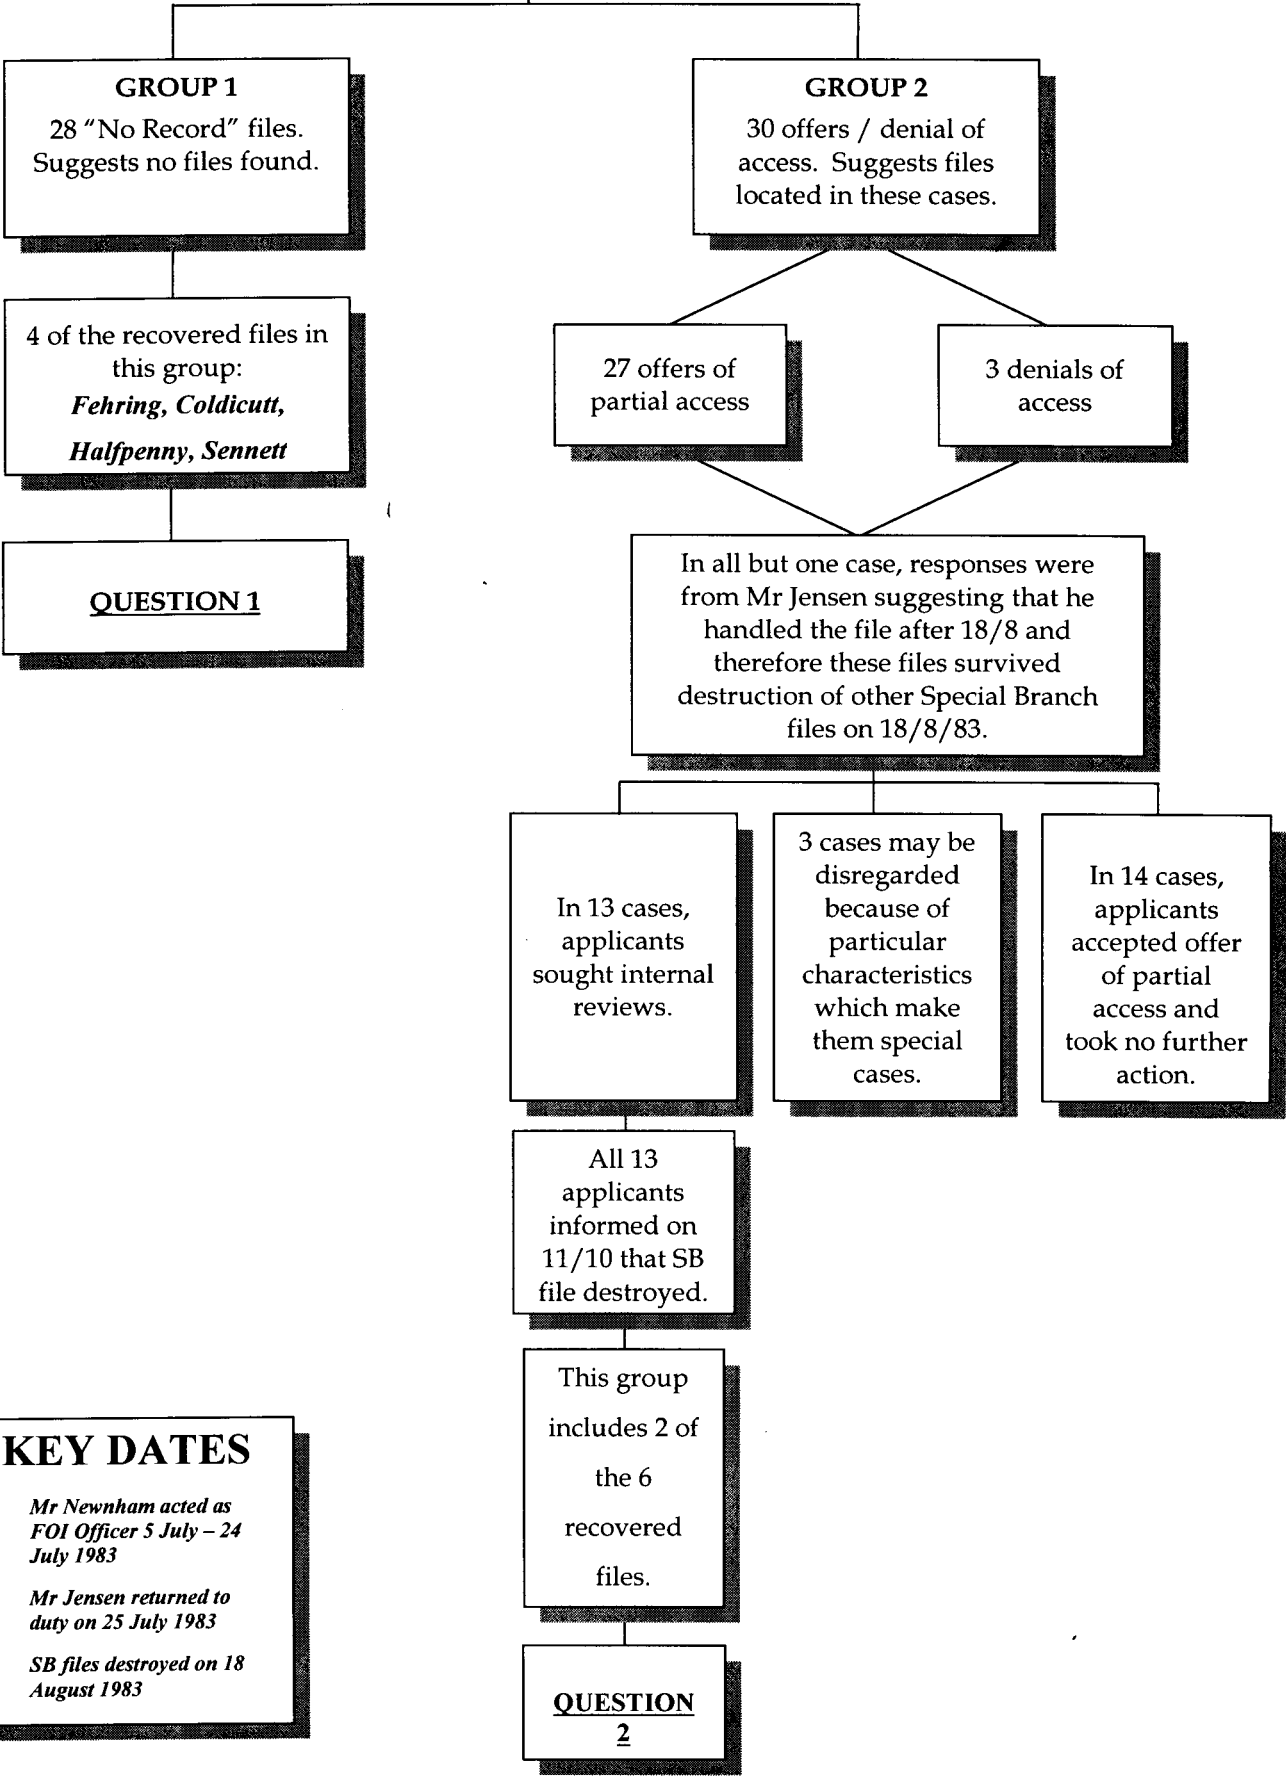 GROUP 1
28 "No Record" files.
Suggests no files found.
4 of the recovered files in
this group:
Fehring, Coldicutt,
Halfpenny, Sennett
QUESTION 1
GROUP 2
30 offers / denial of
access. Suggests files
located in these cases.
27 offers of
partial access
3 denials of
access
In all but one case, responses were
from Mr Jensen suggesting that he
handled the file after 18/8 and
therefore these files survived
destruction of other Special Branch
files on 18/8/83.
In 13 cases,
applicants
sought internal
reviews.
3 cases may be
disregarded
because of
particular
characteristics
which make
them special
cases.
In 14 cases,
applicants
accepted offer
of partial
access and
took no further
action.
All 13
applicants
informed on
11/10 that SB
file destroyed.
This group
includes 2 of
the 6
recovered
files.
QUESTION
2
KEY DATES
Mr Newnham acted as
FOI Officer 5 July – 24
July 1983
Mr Jensen returned to
duty on 25 July 1983
SB files destroyed on 18
August 1983